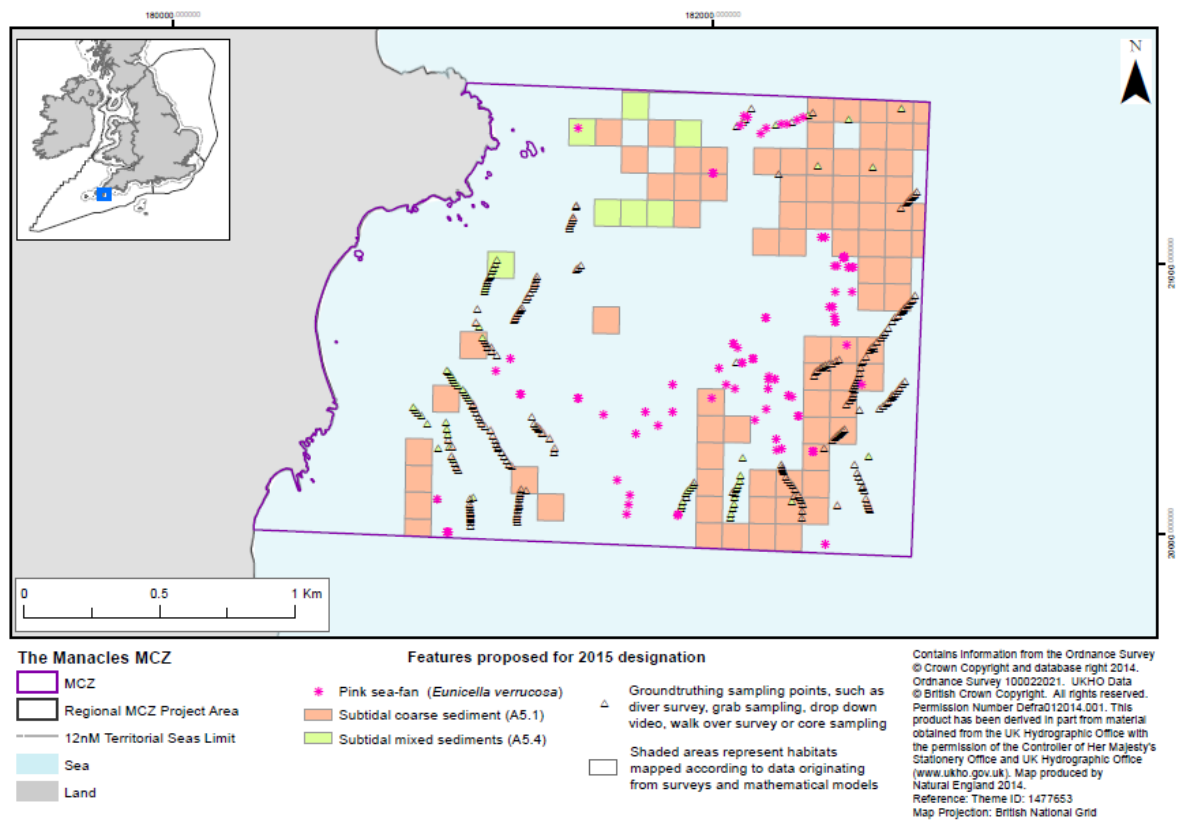 180000.000000
182000.000000
N
21000.000000
20000.000000
0 0.5 1 Km
The Manacles MCZ
MCZ
Regional MCZ Project Area
12nM Territorial Seas Limit
Sea
Land
Features proposed for 2015 designation
Pink sea-fan (Eunicella verrucosa)
Subtidal coarse sediment (A5.1)
Subtidal mixed sediments (A5.4)
Groundtruthing sampling points, such as
diver survey, grab sampling, drop down
video, walk over survey or core sampling
Shaded areas represent habitats
mapped according to data originating
from surveys and mathematical models
Contains Information from the Ordnance Survey
© Crown Copyright and database right 2014.
Ordnance Survey 100022021. UKHO Data
© British Crown Copyright. All rights reserved.
Permission Number Defra012014.001. This
product has been derived in part from material
obtained from the UK Hydrographic Office with
the permission of the Controller of Her Majesty's
Stationery Office and UK Hydrographic Office
(www.ukho.gov.uk). Map produced by
Natural England 2014.
Reference: Theme ID: 1477653
Map Projection: British National Grid